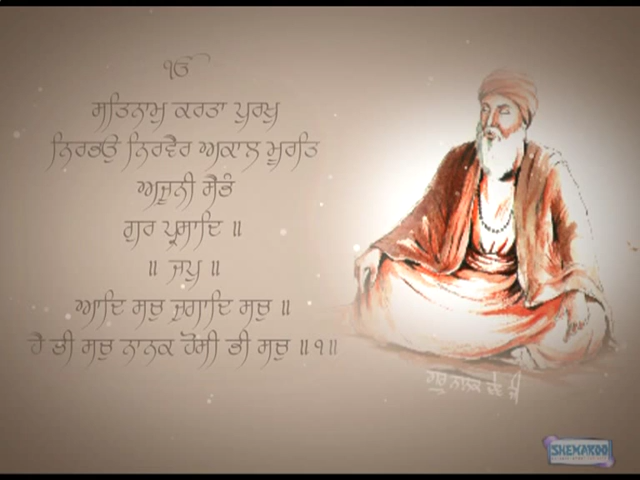 ੴ
ਸਤਿਨਾਮੁ ਕਰਤਾ ਪੁਰਖੁ
ਨਿਰਭਉ ਨਿਰਵੈਰ ਅਕਾਲ ਮੂਰਤਿ
ਅਜੂਨੀ ਸੈਭੰ
ਗੁਰ ਪ੍ਰਸਾਦਿ ॥
॥ ਜਪੁ ॥
ਆਦਿ ਸਚੁ ਜੁਗਾਦਿ ਸਚੁ ॥
ਹੈ ਭੀ ਸਚੁ ਨਾਨਕ ਹੋਸੀ ਭੀ ਸਚੁ ॥੧॥
ਗੁਰੂ ਨਾਨਕ ਦੇਵ ਜੀ
SHEMAROO